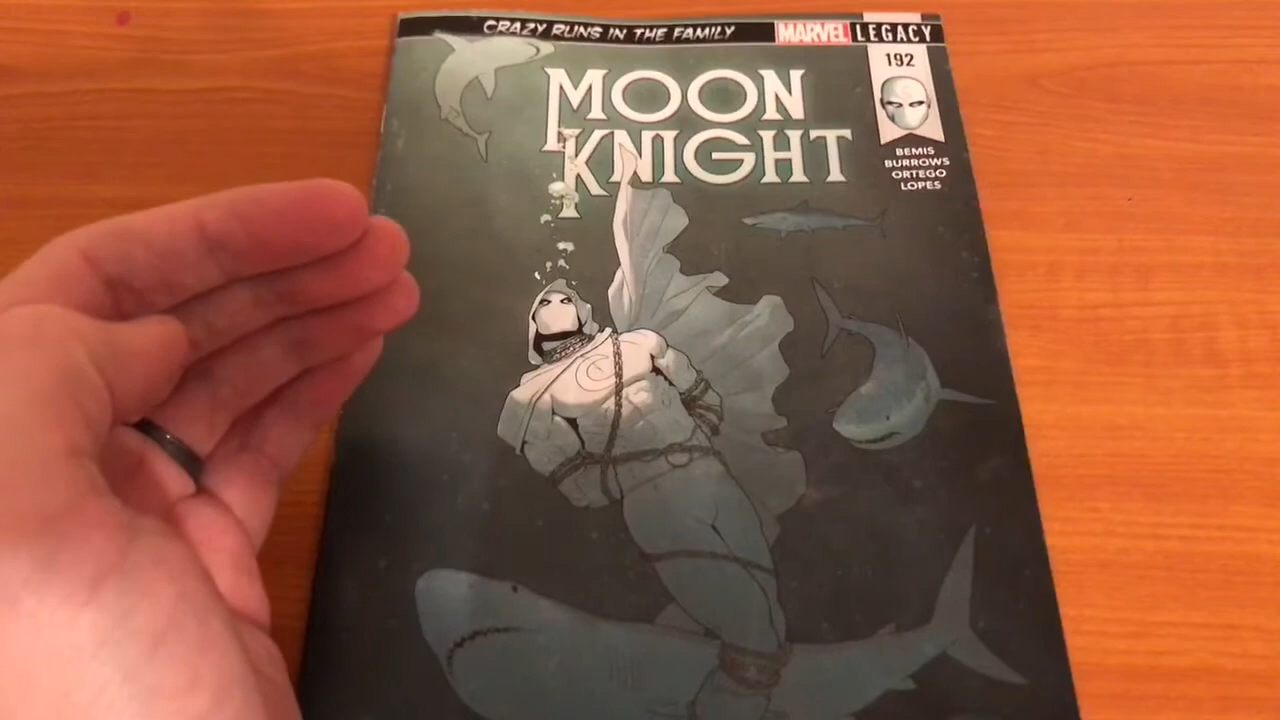 CRAZY RUNS IN THE FAMILY
MARVEL LEGACY
192
MOON
KNIGHT
BEMIS
BURROWS
ORTEGO
LOPES